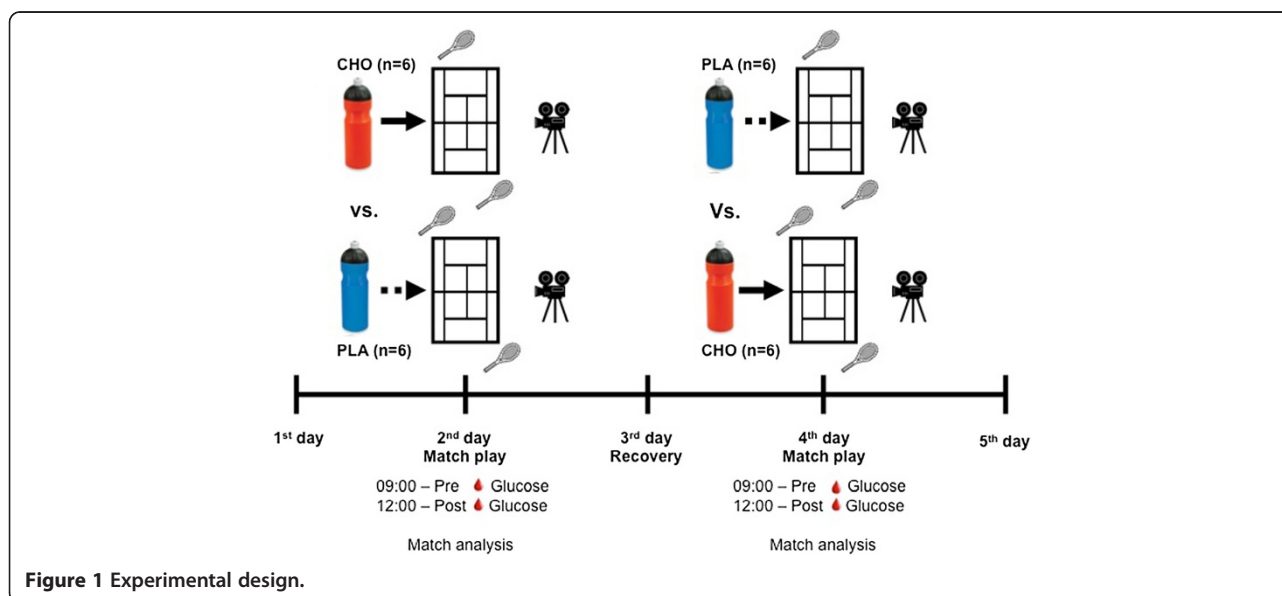 CHO (n=6)
PLA (n=6)
vs.
Vs.
PLA (n=6)
CHO (n=6)
1st day
2nd day
Match play
3rd day
Recovery
4th day
Match play
5th day
09:00 – Pre Glucose
12:00 – Post Glucose
09:00 – Pre Glucose
12:00 – Post Glucose
Match analysis
Match analysis
Figure 1 Experimental design.